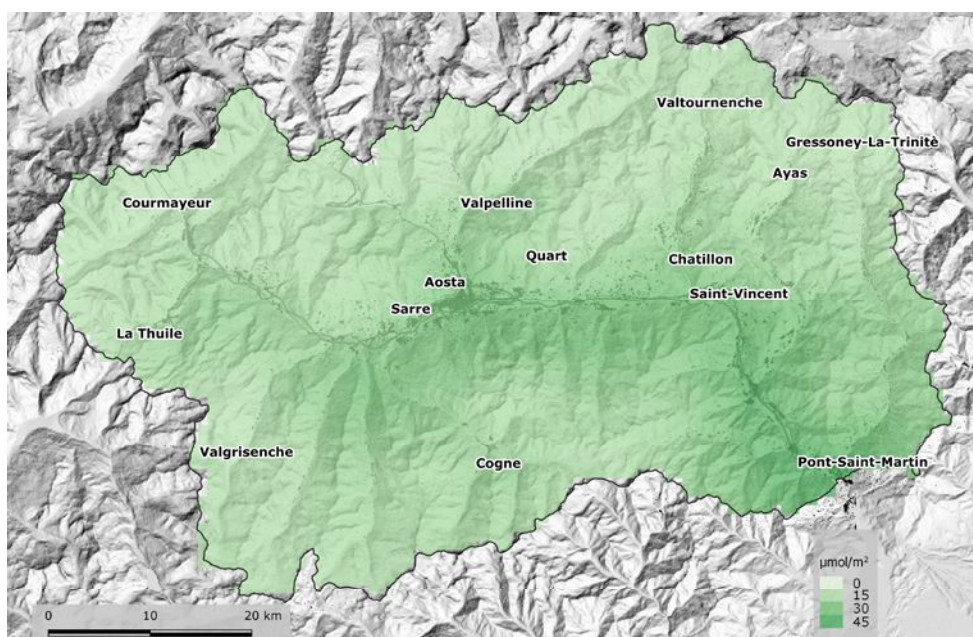 Valtournenche
Gressoney-La-Trinitè
Ayas
Courmayeur
Valpelline
Quart
Chatillon
Aosta
Saint-Vincent
Sarre
La Thuile
Valgrisenche
Cogne
Pont-Saint-Martin
µmol/m²
0
15
30
45
0 10 20 km